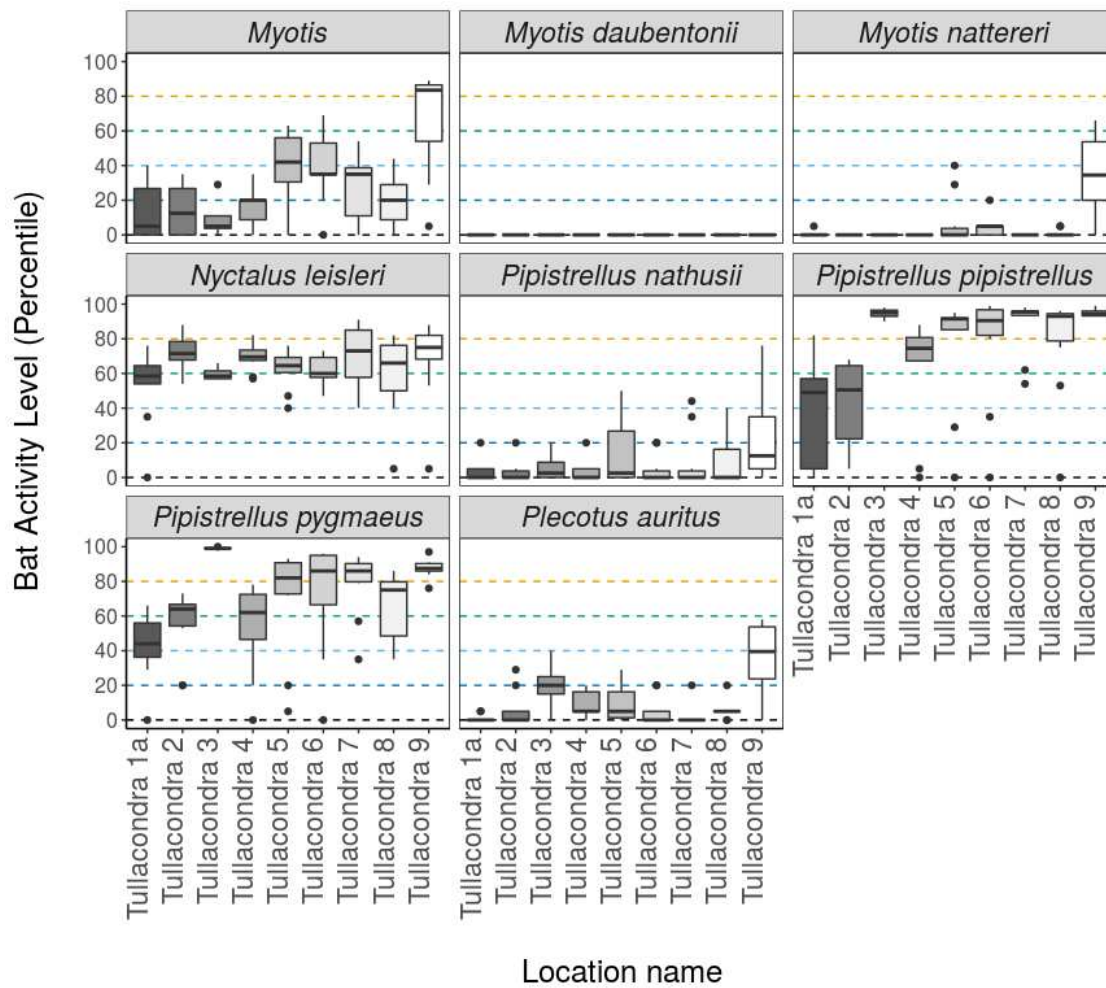 Myotis
Myotis daubentonii
Myotis nattereri
100
80
60
40
20
0
Nyctalus leisleri
Pipistrellus nathusii
Pipistrellus pipistrellus
100
80
60
40
20
0
Pipistrellus pygmaeus
Plecotus auritus
100
80
60
40
20
0
Bat Activity Level (Percentile)
Tullacondra 1a
Tullacondra 2
Tullacondra 3
Tullacondra 4
Tullacondra 5
Tullacondra 6
Tullacondra 7
Tullacondra 8
Tullacondra 9
Tullacondra 1a
Tullacondra 2
Tullacondra 3
Tullacondra 4
Tullacondra 5
Tullacondra 6
Tullacondra 7
Tullacondra 8
Tullacondra 9
Tullacondra 1a
Tullacondra 2
Tullacondra 3
Tullacondra 4
Tullacondra 5
Tullacondra 6
Tullacondra 7
Tullacondra 8
Tullacondra 9
Location name